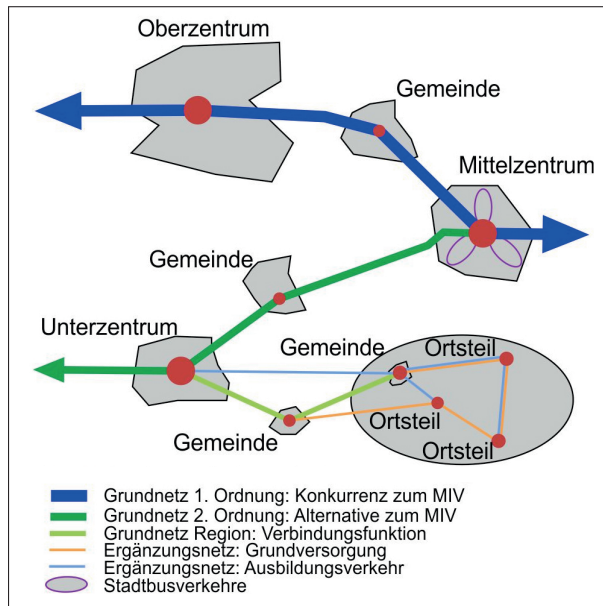 Oberzentrum
Gemeinde
Mittelzentrum
Gemeinde
Unterzentrum
Gemeinde
Ortsteil
Ortsteil
Gemeinde
Ortsteil
Grundnetz 1. Ordnung: Konkurrenz zum MIV
Grundnetz 2. Ordnung: Alternative zum MIV
Grundnetz Region: Verbindungsfunktion
Ergänzungsnetz: Grundversorgung
Ergänzungsnetz: Ausbildungsverkehr
Stadtbusverkehre